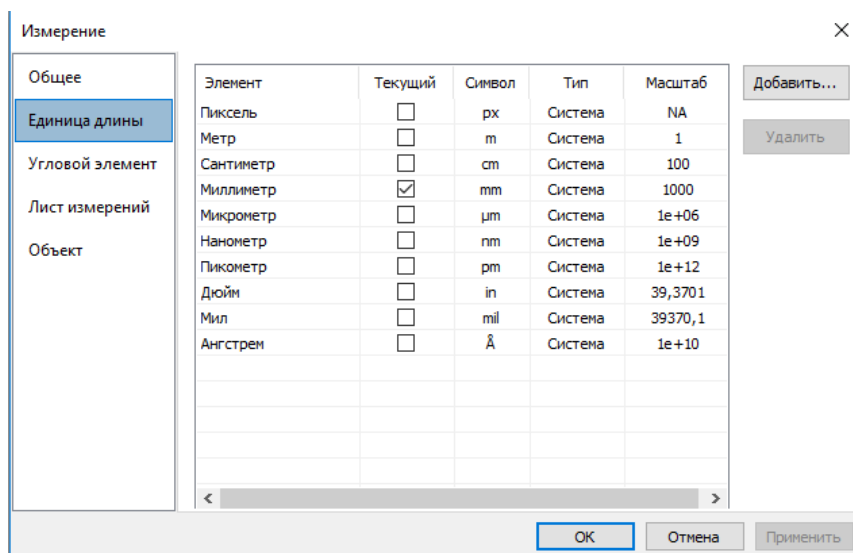 Измерение
Общее
Единица длины
Угловой элемент
Лист измерений
Объект
Элемент Текущий Символ Тип Масштаб
Пиксель px Система NA
Метр m Система 1
Сантиметр cm Система 100
Миллиметр mm Система 1000
Микрометр µm Система 1e+06
Нанометр nm Система 1e+09
Пикометр pm Система 1e+12
Дюйм in Система 39,3701
Мил mil Система 39370,1
Ангстрем Å Система 1e+10
Добавить...
Удалить
OK Отмена Применить